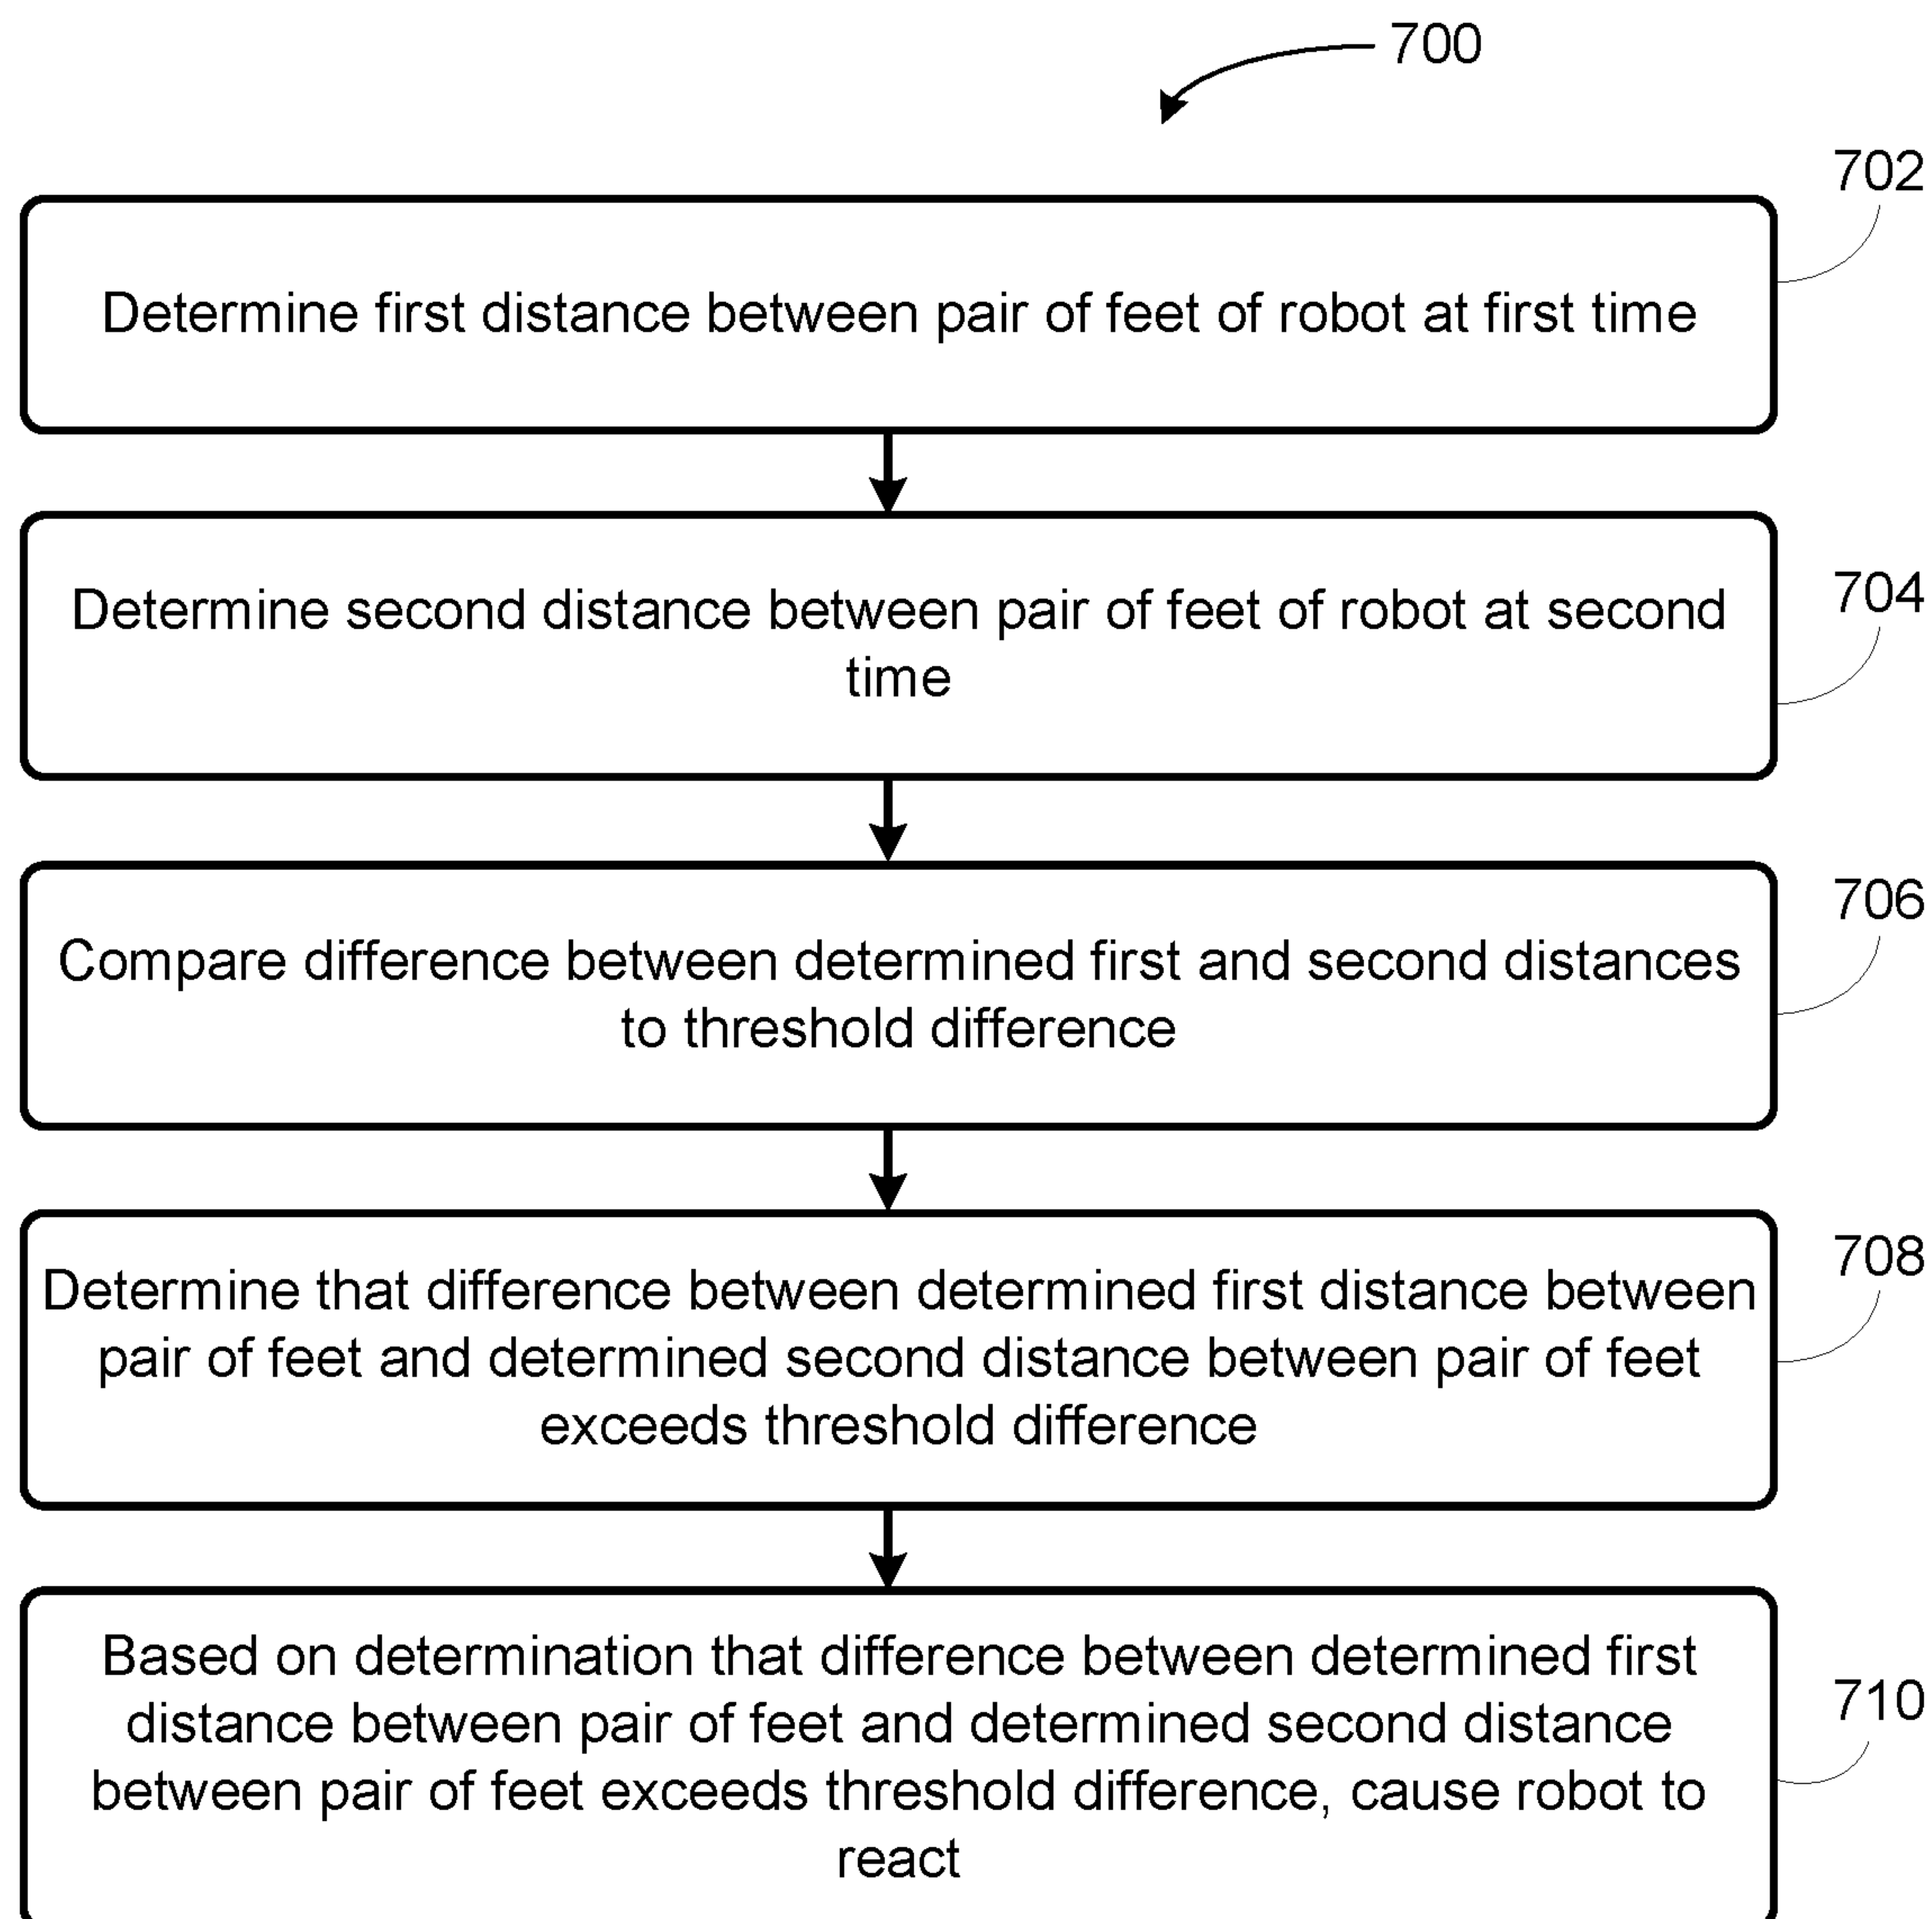 700
702
Determine first distance between pair of feet of robot at first time
704
Determine second distance between pair of feet of robot at second
time
706
Compare difference between determined first and second distances
to threshold difference
708
Determine that difference between determined first distance between
pair of feet and determined second distance between pair of feet
exceeds threshold difference
710
Based on determination that difference between determined first
distance between pair of feet and determined second distance
between pair of feet exceeds threshold difference, cause robot to
react